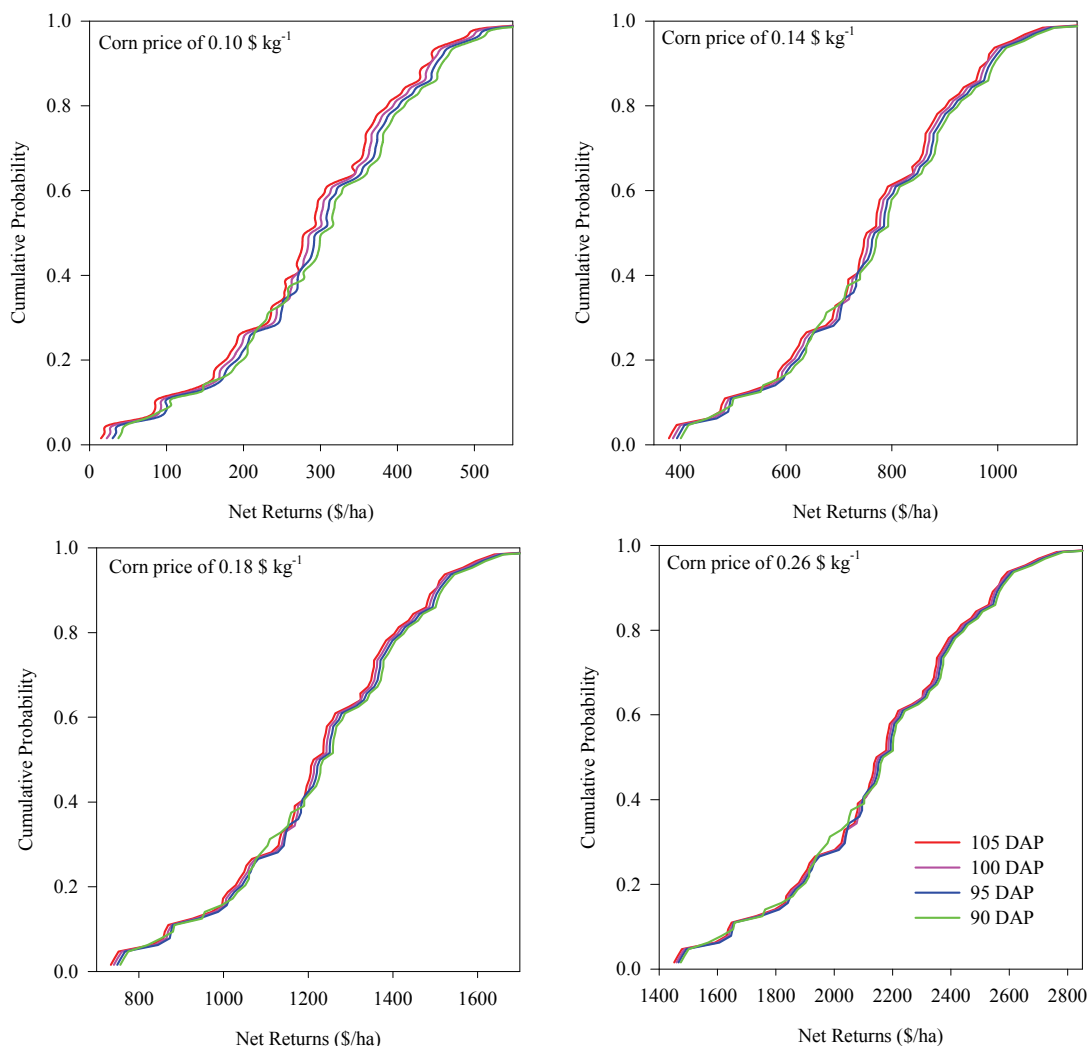 Corn price of 0.10 $ kg⁻¹
Cumulative Probability
1.0
0.8
0.6
0.4
0.2
0.0
0 100 200 300 400 500
Net Returns ($/ha)
Corn price of 0.14 $ kg⁻¹
Cumulative Probability
1.0
0.8
0.6
0.4
0.2
0.0
400 600 800 1000
Net Returns ($/ha)
Corn price of 0.18 $ kg⁻¹
Cumulative Probability
1.0
0.8
0.6
0.4
0.2
0.0
800 1000 1200 1400 1600
Net Returns ($/ha)
Corn price of 0.26 $ kg⁻¹
Cumulative Probability
1.0
0.8
0.6
0.4
0.2
0.0
1400 1600 1800 2000 2200 2400 2600 2800
Net Returns ($/ha)
105 DAP
100 DAP
95 DAP
90 DAP